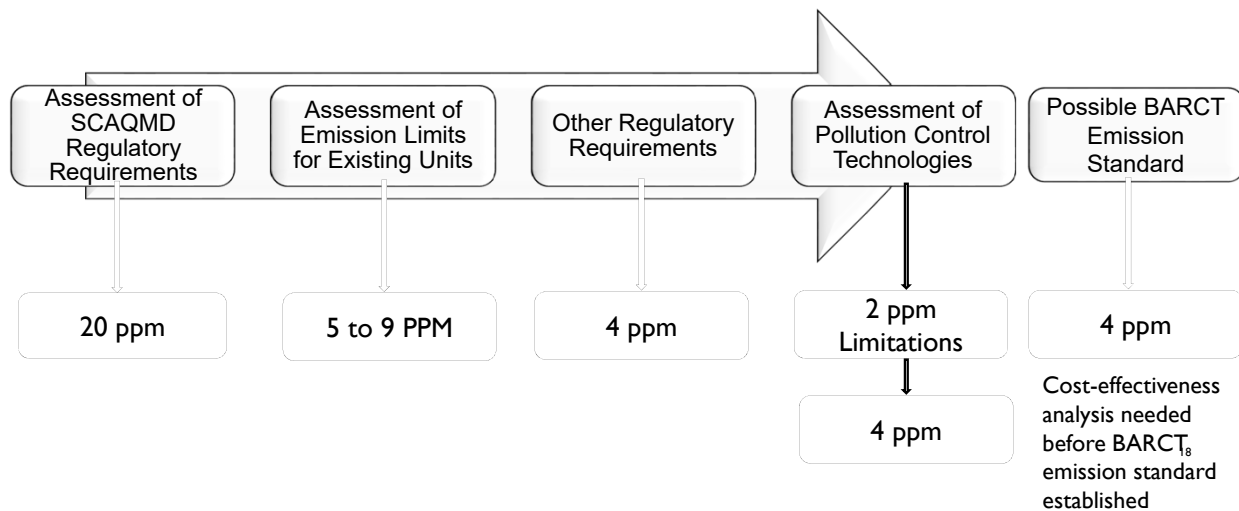 Assessment of
SCAQMD
Regulatory
Requirements
Assessment of
Emission Limits
for Existing Units
Other Regulatory
Requirements
Assessment of
Pollution Control
Technologies
Possible BARCT
Emission
Standard
20 ppm
5 to 9 PPM
4 ppm
2 ppm
Limitations
4 ppm
4 ppm
Cost-effectiveness
analysis needed
before BARCT
18
emission standard
established